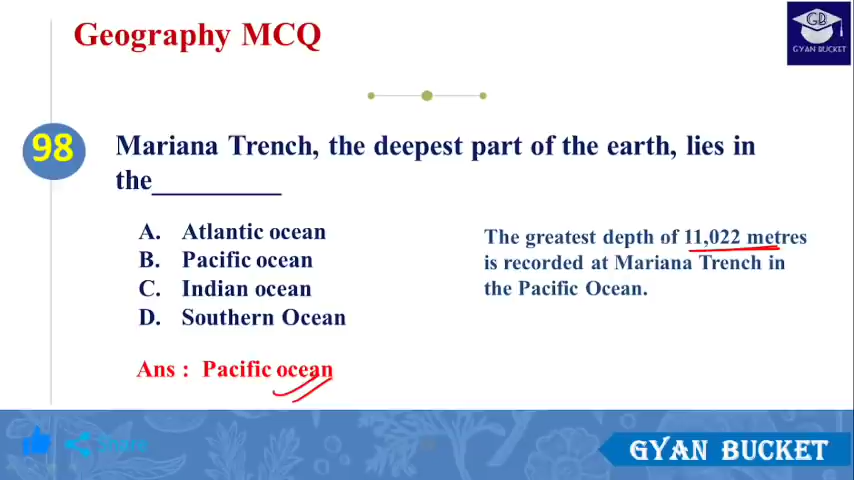 Geography MCQ
GB
GYAN BUCKET
98
Mariana Trench, the deepest part of the earth, lies in
the_________
A. Atlantic ocean
B. Pacific ocean
C. Indian ocean
D. Southern Ocean
The greatest depth of 11,022 metres
is recorded at Mariana Trench in
the Pacific Ocean.
Ans : Pacific ocean
Share
GYAN BUCKET